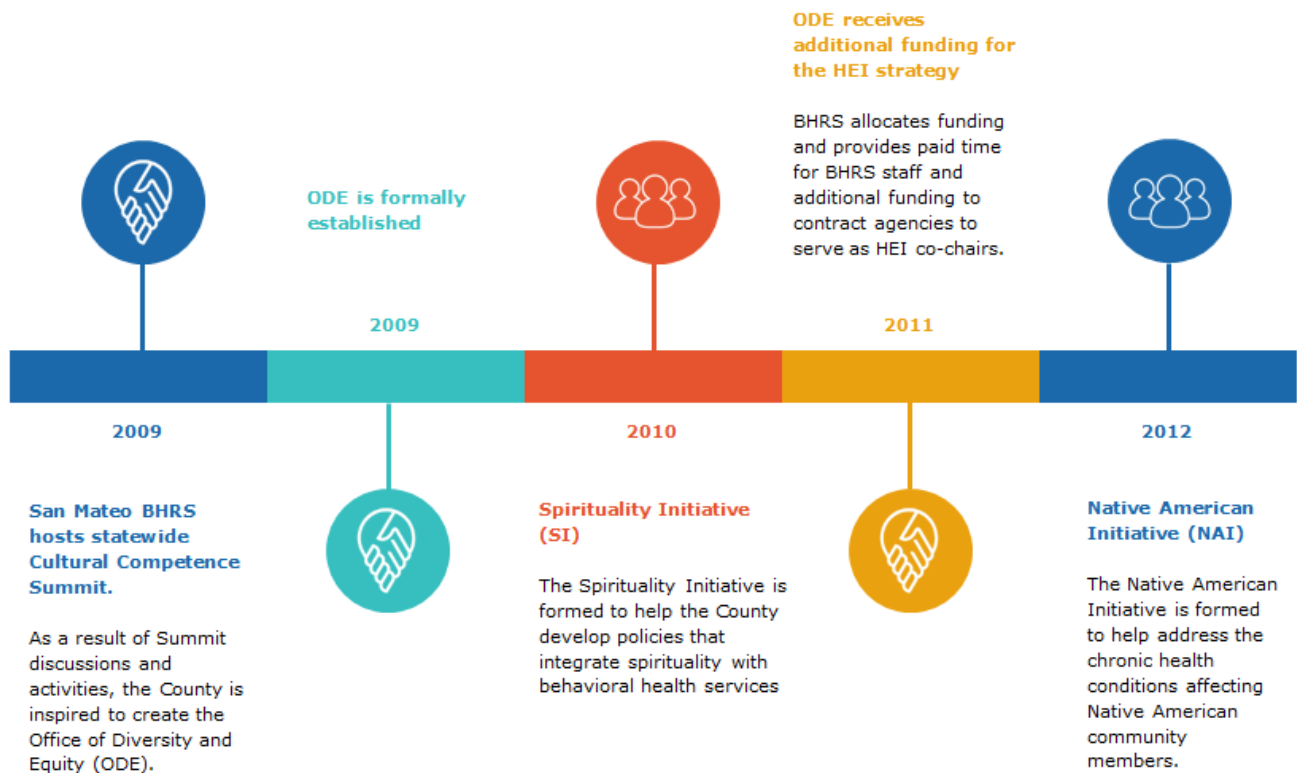 2009
San Mateo BHRS
hosts statewide
Cultural Competence
Summit.
As a result of Summit
discussions and
activities, the County is
inspired to create the
Office of Diversity and
Equity (ODE).
ODE is formally
established
2009
2010
Spirituality Initiative
(SI)
The Spirituality Initiative is
formed to help the County
develop policies that
integrate spirituality with
behavioral health services
ODE receives
additional funding for
the HEI strategy
BHRS allocates funding
and provides paid time
for BHRS staff and
additional funding to
contract agencies to
serve as HEI co-chairs.
2011
2012
Native American
Initiative (NAI)
The Native American
Initiative is formed
to help address the
chronic health
conditions affecting
Native American
community
members.